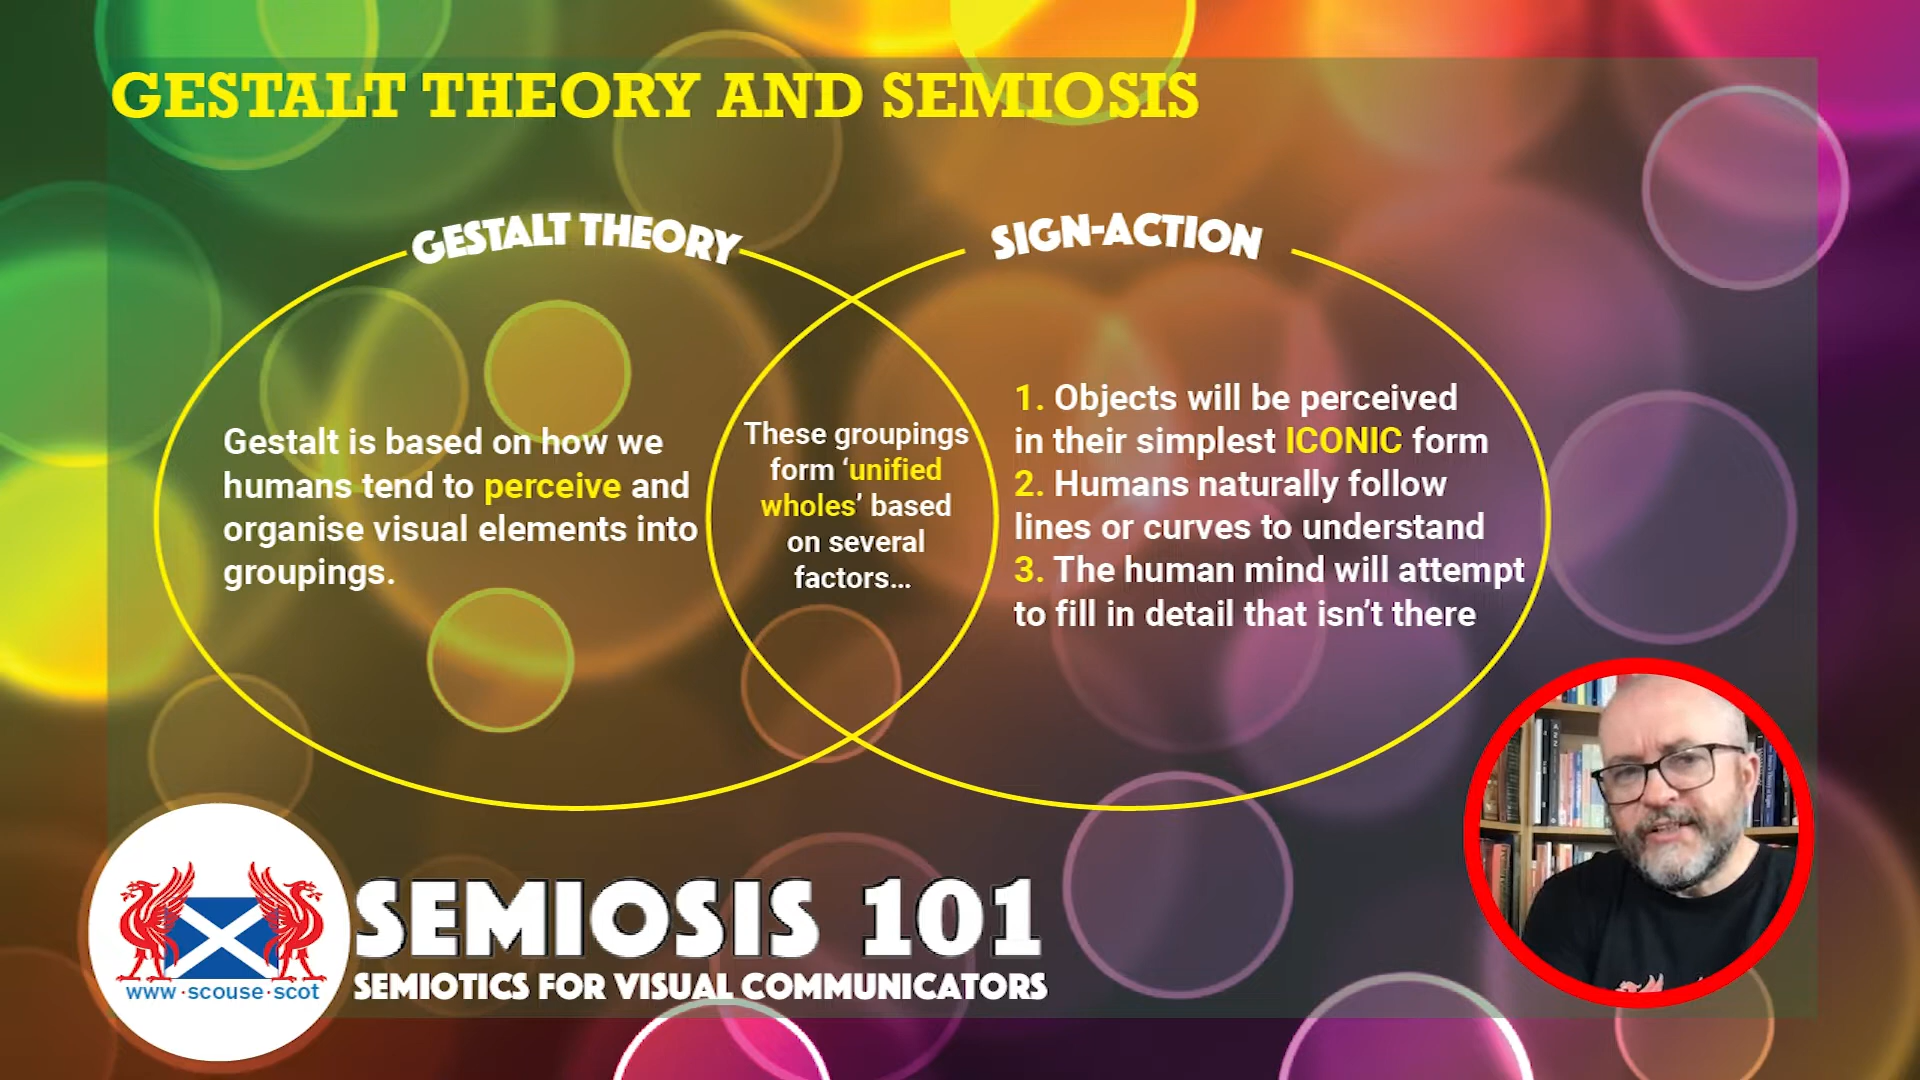 GESTALT THEORY AND SEMIOSIS
GESTALT THEORY
SIGN-ACTION
Gestalt is based on how we
humans tend to perceive and
organise visual elements into
groupings.
These groupings
form ‘unified
wholes’ based
on several
factors...
1. Objects will be perceived
in their simplest ICONIC form
2. Humans naturally follow
lines or curves to understand
3. The human mind will attempt
to fill in detail that isn’t there
www·scouse·scot
SEMIOSIS 101
SEMIOTICS FOR VISUAL COMMUNICATORS